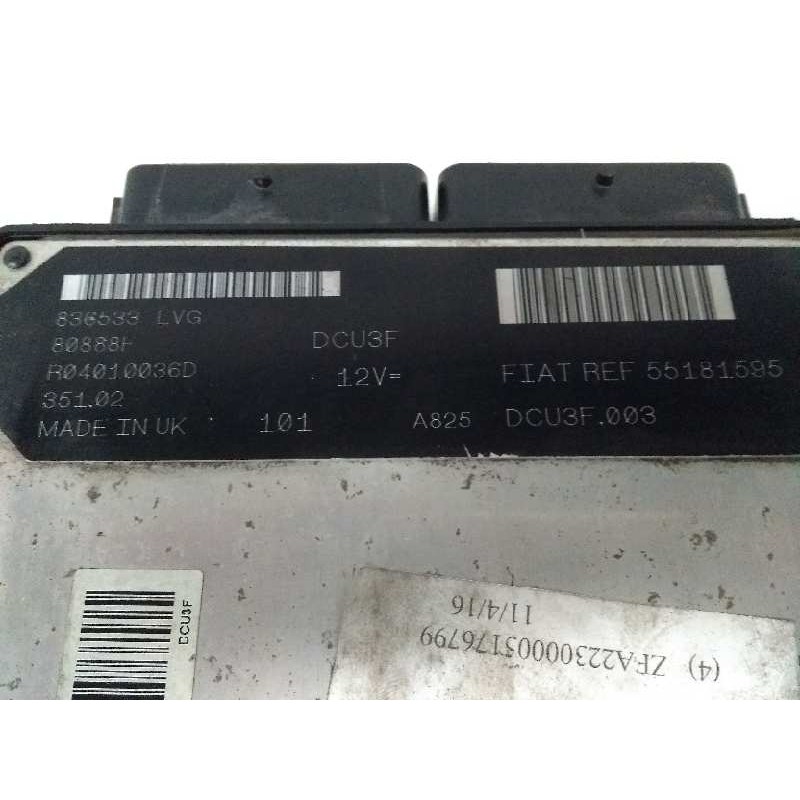 836533 LVG
80888F
R04010036D
351.02
MADE IN UK
101
DCU3F
12V=
A825
FIAT REF 55181595
DCU3F.003
DCU3F
(4) ZFA22300005176799
11/4/16